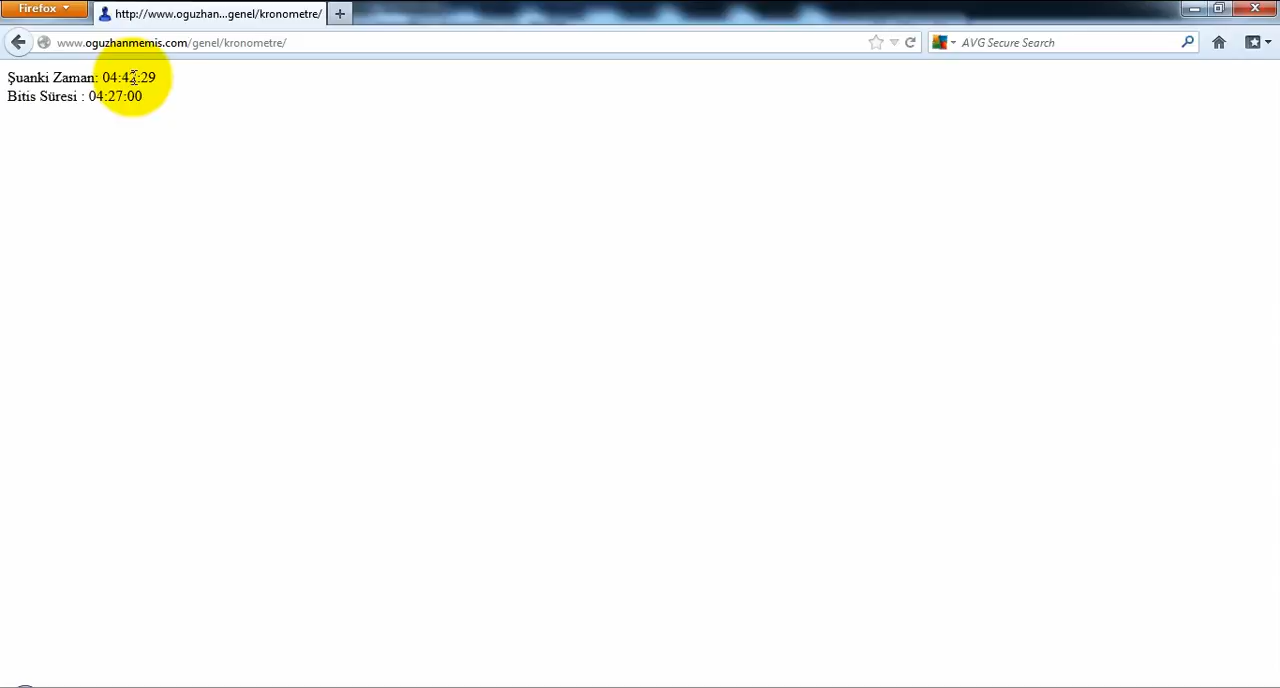 Firefox
http://www.oguzhan...genel/kronometre/
www.oguzhanmemis.com/genel/kronometre/
AVG Secure Search
Şuanki Zaman: 04:42:29
Bitis Süresi : 04:27:00